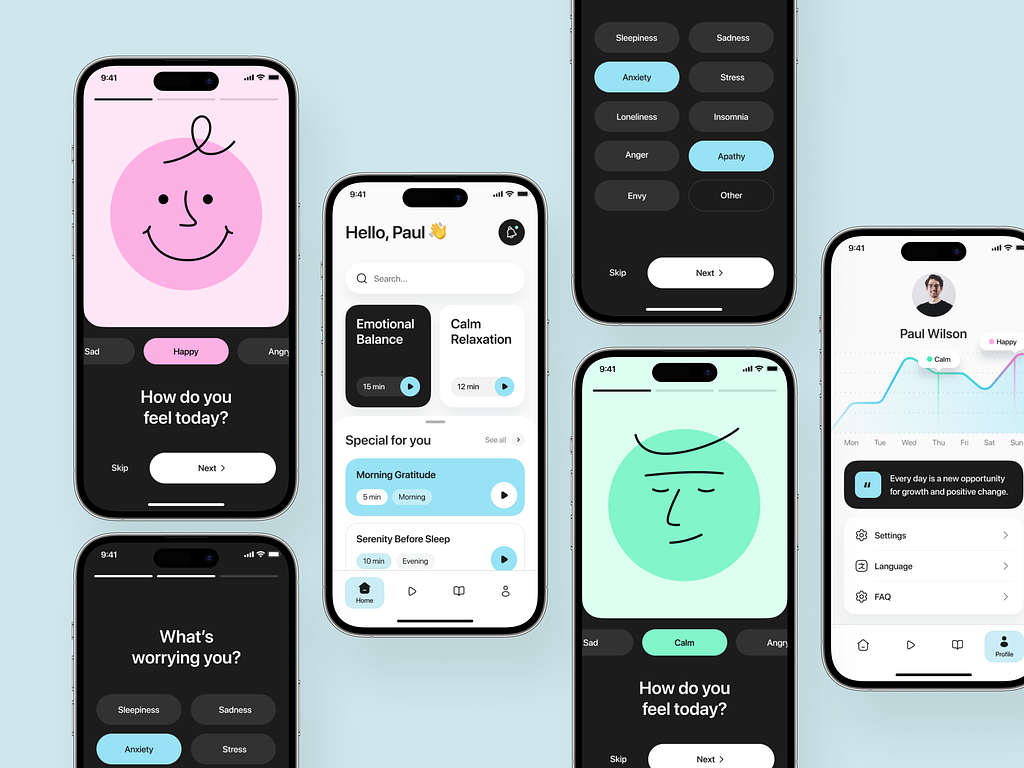 9:41
Sad
Happy
Angry
How do you
feel today?
Skip
Next
9:41
What's
worrying you?
Sleepiness
Sadness
Anxiety
Stress
9:41
Hello, Paul 👋
Search...
Emotional
Balance
15 min
Calm
Relaxation
12 min
Special for you
See all
Morning Gratitude
5 min
Morning
Serenity Before Sleep
10 min
Evening
Home
Sleepiness
Sadness
Anxiety
Stress
Loneliness
Insomnia
Anger
Apathy
Envy
Other
Skip
Next
9:41
Sad
Calm
Angry
How do you
feel today?
Skip
Next
9:41
Paul Wilson
Happy
Calm
Mon
Tue
Wed
Thu
Fri
Sat
Sun
Every day is a new opportunity
for growth and positive change.
Settings
Language
FAQ
Profile